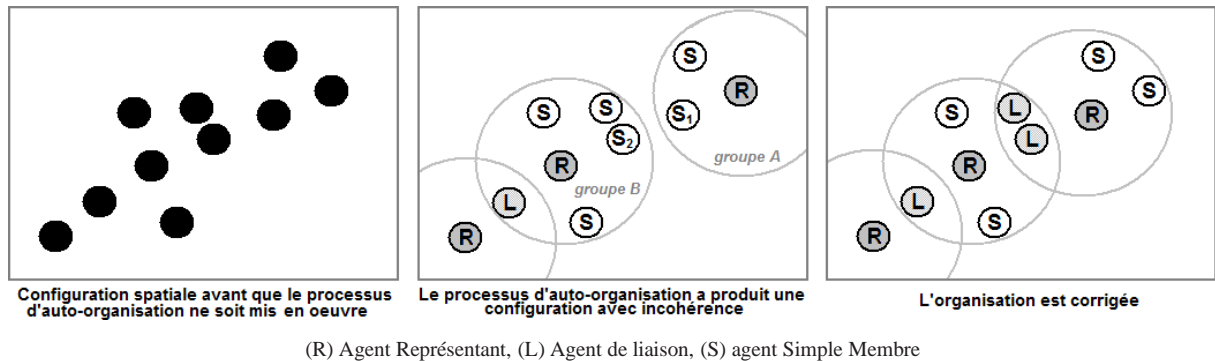 S
R
S
S
S₁
S₂
groupe A
R
groupe B
L
S
R
S
S
S
L
R
L
R
L
S
R
Configuration spatiale avant que le processus
d'auto-organisation ne soit mis en oeuvre
Le processus d'auto-organisation a produit une
configuration avec incohérence
L'organisation est corrigée
(R) Agent Représentant, (L) Agent de liaison, (S) agent Simple Membre